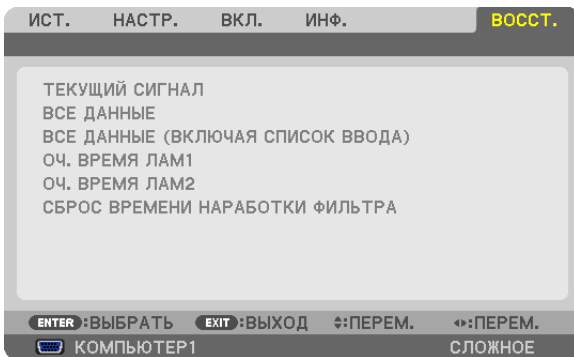 ИСТ. НАСТР. ВКЛ. ИНФ. ВОССТ.
ТЕКУЩИЙ СИГНАЛ
ВСЕ ДАННЫЕ
ВСЕ ДАННЫЕ (ВКЛЮЧАЯ СПИСОК ВВОДА)
ОЧ. ВРЕМЯ ЛАМ1
ОЧ. ВРЕМЯ ЛАМ2
СБРОС ВРЕМЕНИ НАРАБОТКИ ФИЛЬТРА
ENTER :ВЫБРАТЬ EXIT :ВЫХОД :ПЕРЕМ. :ПЕРЕМ.
КОМПЬЮТЕР1 СЛОЖНОЕ